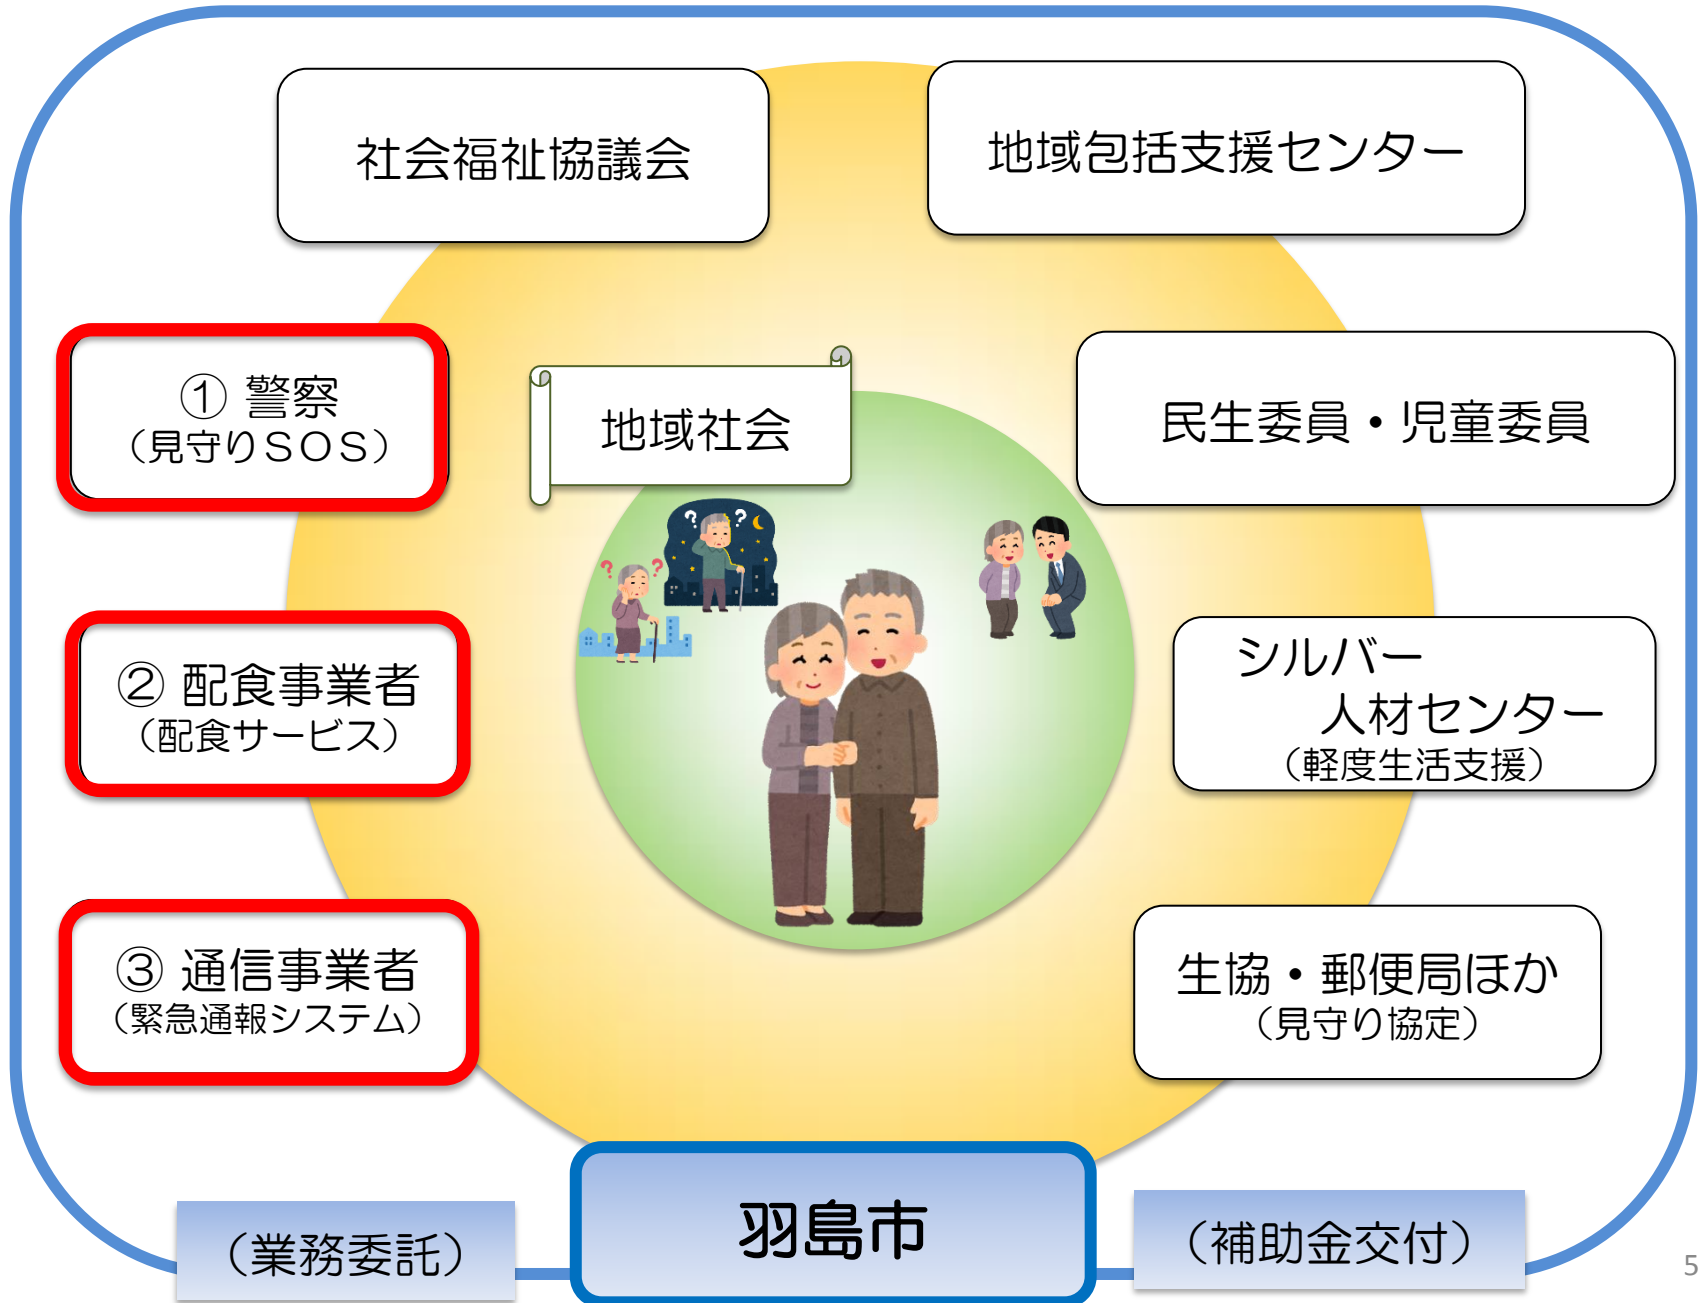 社会福祉協議会
地域包括支援センター
① 警察
（見守りＳＯＳ）
地域社会
民生委員・児童委員
② 配食事業者
（配食サービス）
シルバー
人材センター
（軽度生活支援）
③ 通信事業者
（緊急通報システム）
生協・郵便局ほか
（見守り協定）
（業務委託）
羽島市
（補助金交付）
5